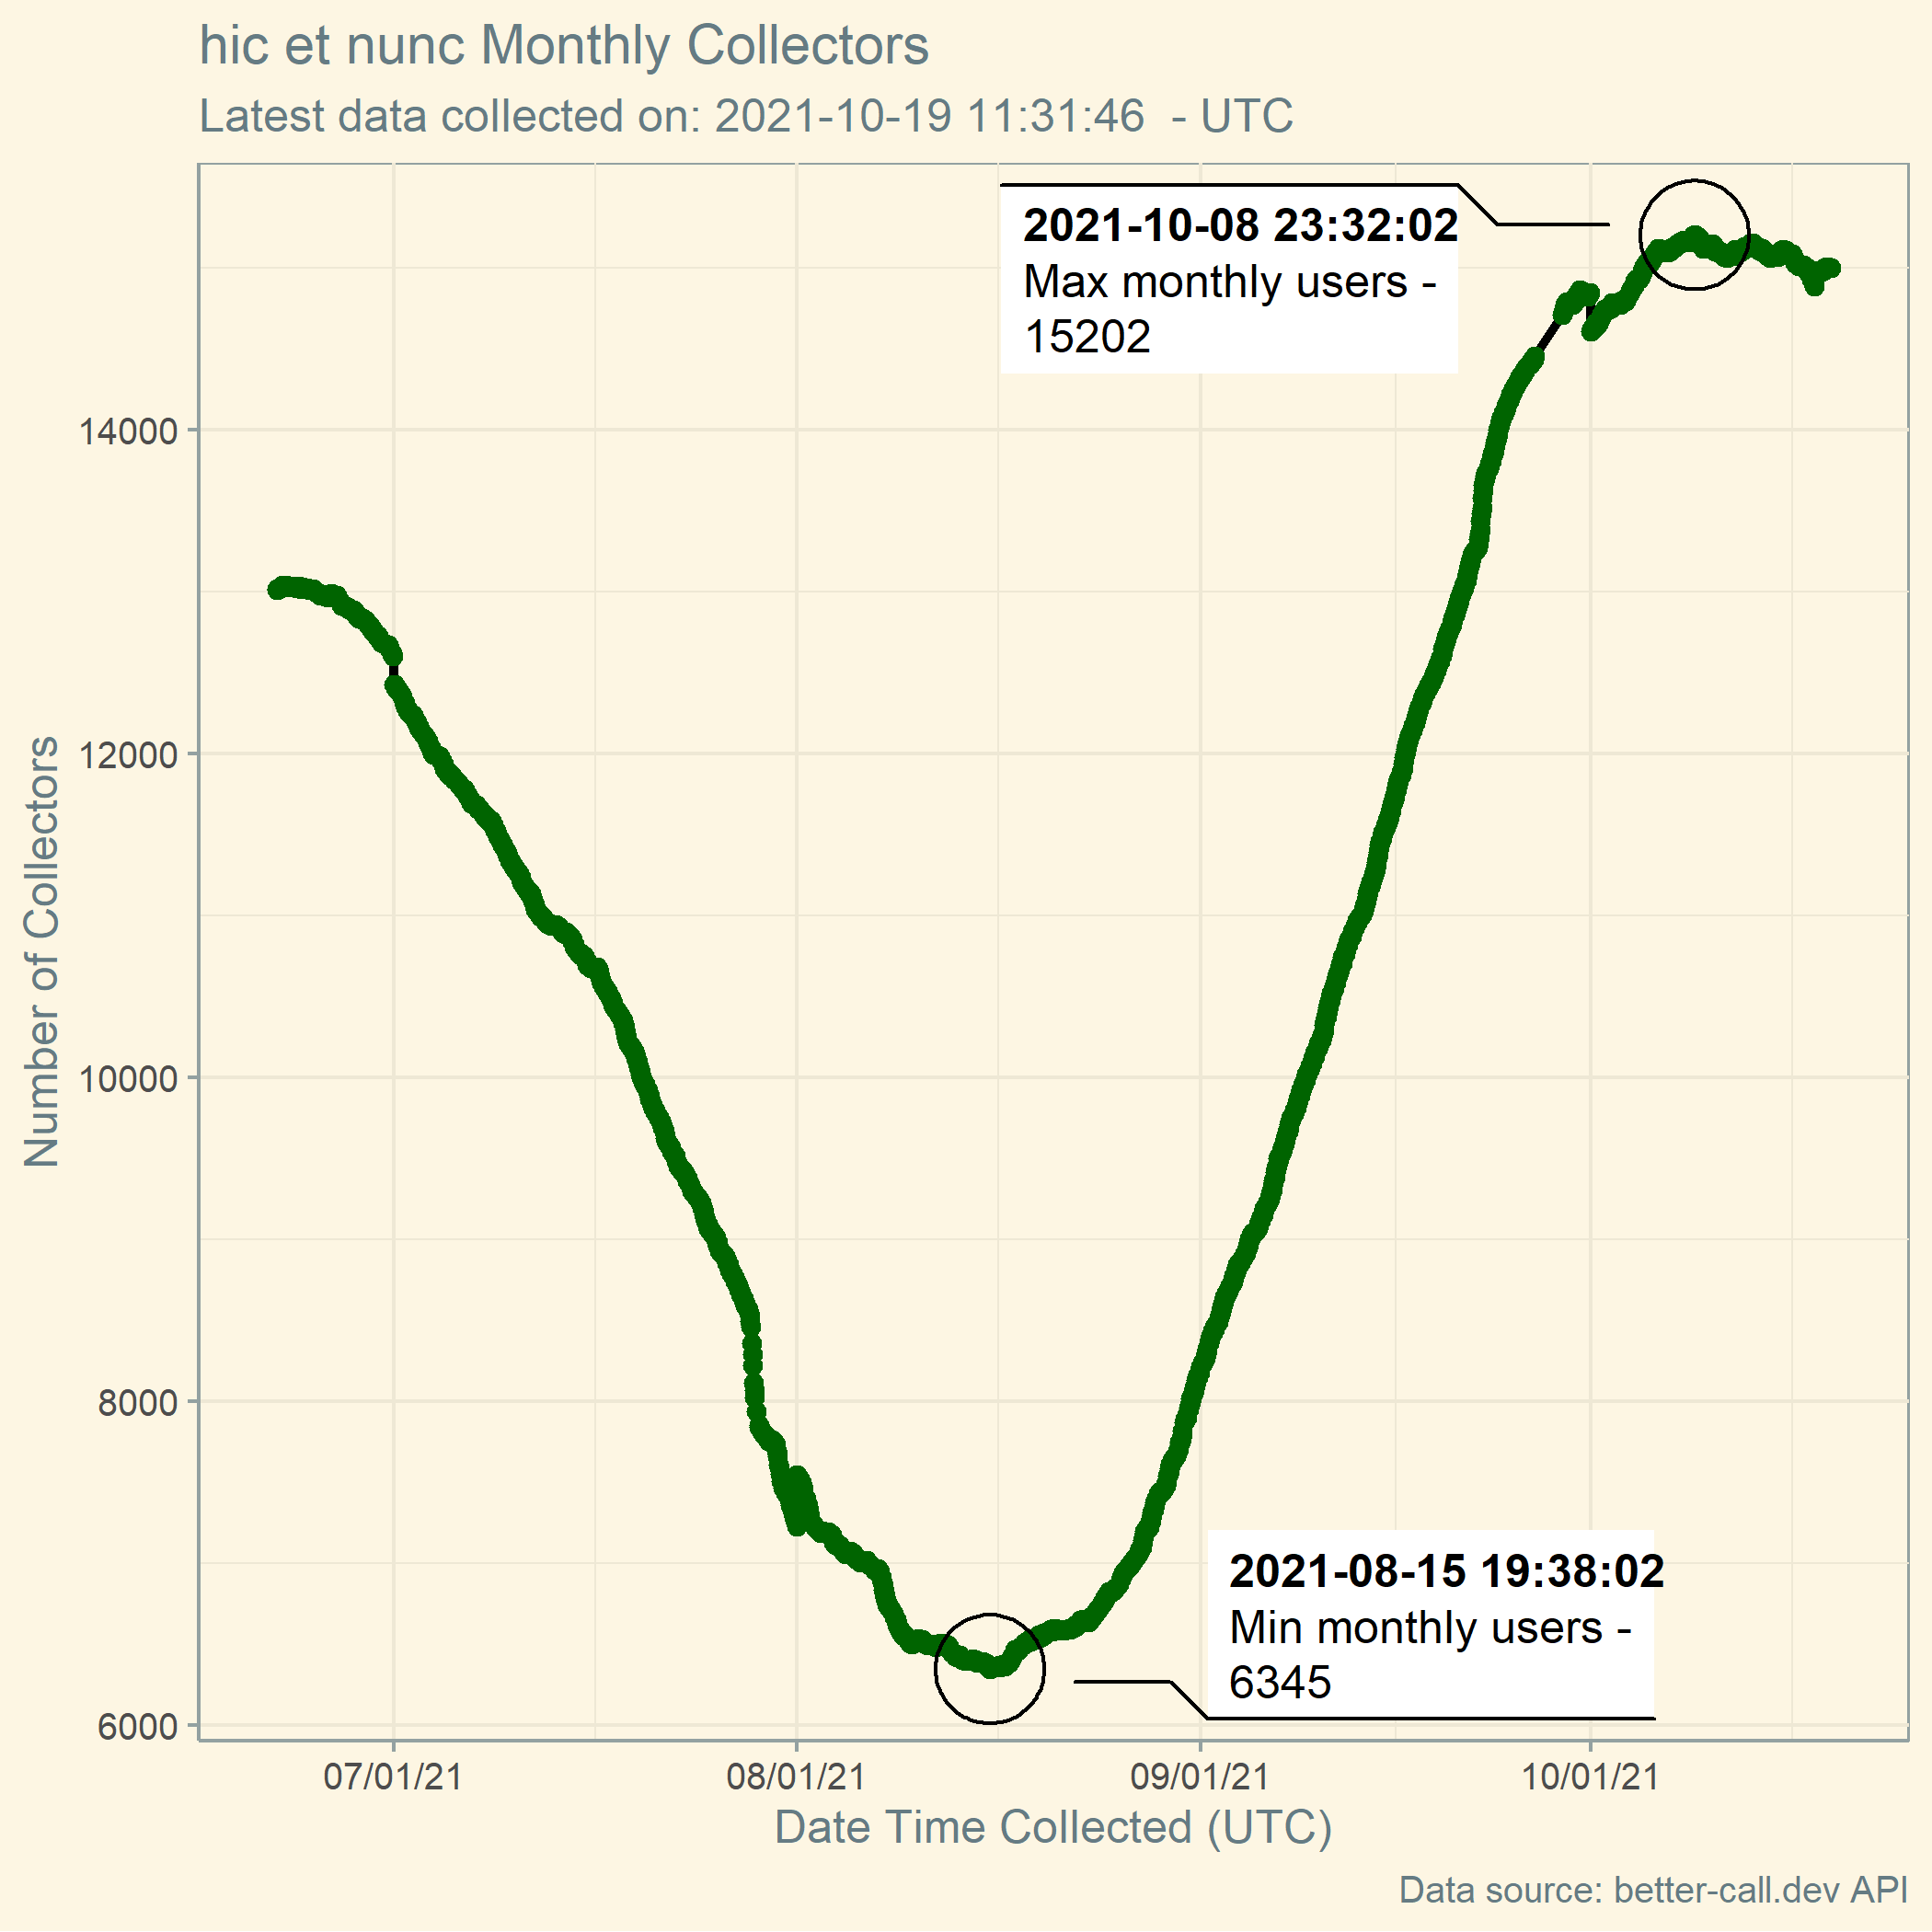 hic et nunc Monthly Collectors
Latest data collected on: 2021-10-19 11:31:46  - UTC
2021-10-08 23:32:02
Max monthly users -
15202
14000
12000
10000
8000
6000
Number of Collectors
2021-08-15 19:38:02
Min monthly users -
6345
07/01/21
08/01/21
09/01/21
10/01/21
Date Time Collected (UTC)
Data source: better-call.dev API